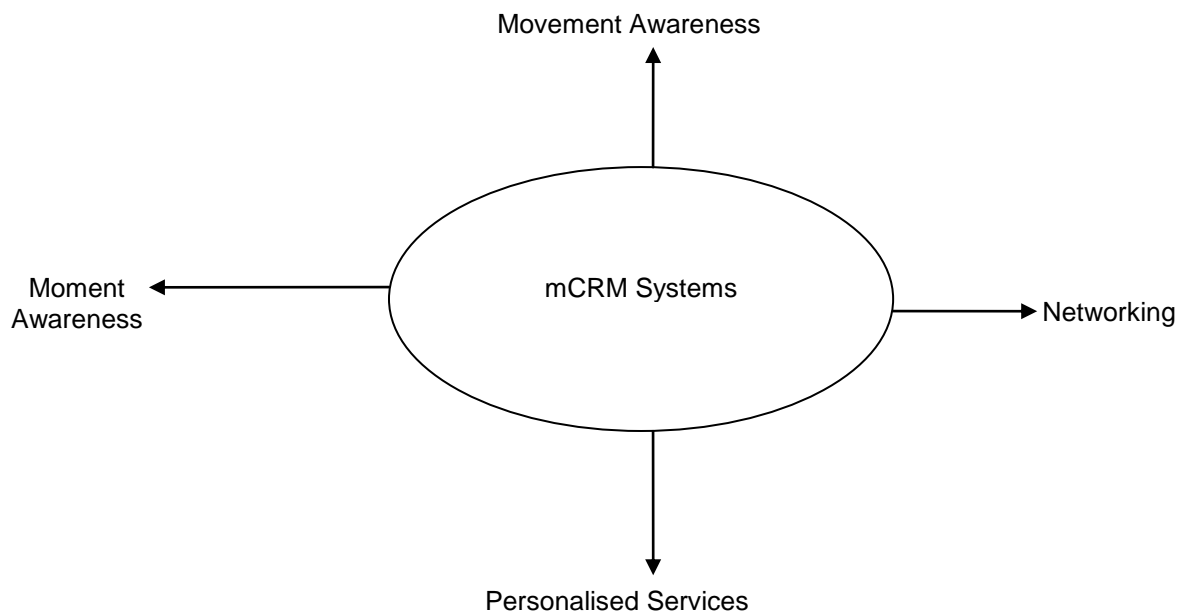 Movement Awareness
mCRM Systems
Moment
Awareness
Networking
Personalised Services